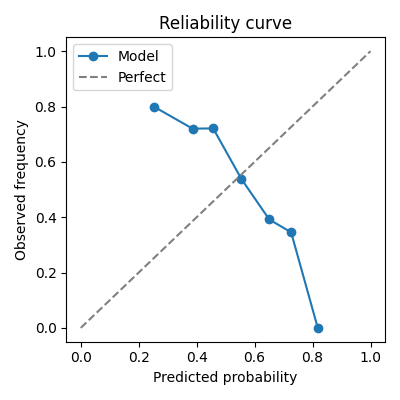 Reliability curve
Model
Perfect
Observed frequency
1.0
0.8
0.6
0.4
0.2
0.0
0.0 0.2 0.4 0.6 0.8 1.0
Predicted probability